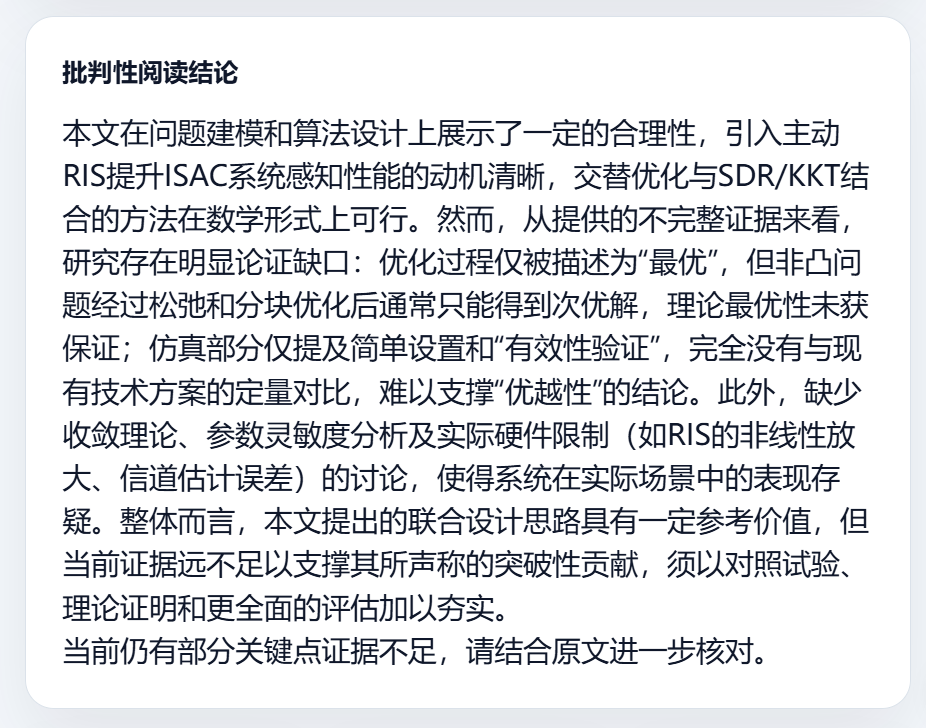 批判性阅读结论
本文在问题建模和算法设计上展示了一定的合理性，引入主动
RIS提升ISAC系统感知性能的动机清晰，交替优化与SDR/KKT结
合的方法在数学形式上可行。然而，从提供的不完整证据来看，
研究存在明显论证缺口：优化过程仅被描述为“最优”，但非凸问
题经过松弛和分块优化后通常只能得到次优解，理论最优性未获
保证；仿真部分仅提及简单设置和“有效性验证”，完全没有与现
有技术方案的定量对比，难以支撑“优越性”的结论。此外，缺少
收敛理论、参数灵敏度分析及实际硬件限制（如RIS的非线性放
大、信道估计误差）的讨论，使得系统在实际场景中的表现存
疑。整体而言，本文提出的联合设计思路具有一定参考价值，但
当前证据远不足以支撑其所声称的突破性贡献，须以对照试验、
理论证明和更全面的评估加以夯实。
当前仍有部分关键点证据不足，请结合原文进一步核对。